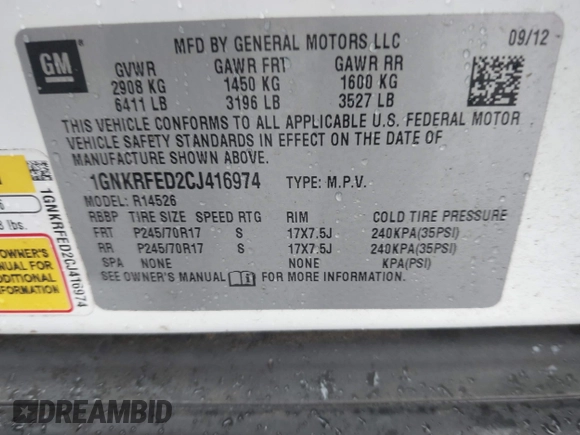 GM
MFD BY GENERAL MOTORS LLC
09/12
GVWR GAWR FRT GAWR RR
2908 KG 1450 KG 1600 KG
6411 LB 3196 LB 3527 LB
THIS VEHICLE CONFORMS TO ALL APPLICABLE U.S. FEDERAL MOTOR
VEHICLE SAFETY STANDARDS IN EFFECT ON THE DATE OF
MANUFACTURE SHOWN ABOVE.
1GNKRFED2CJ416974 TYPE: M.P.V.
MODEL: R14526
RBBP TIRE SIZE SPEED RTG RIM COLD TIRE PRESSURE
FRT P245/70R17 S 17X7.5J 240KPA(35PSI)
RR P245/70R17 S 17X7.5J 240KPA(35PSI)
SPA NONE NONE KPA(PSI)
SEE OWNER'S MANUAL FOR MORE INFORMATION
lbs.
OWNER'S
MANUAL FOR
ADDITIONAL
INFORMATION
1GNKRFED2CJ416974
DREAMBID